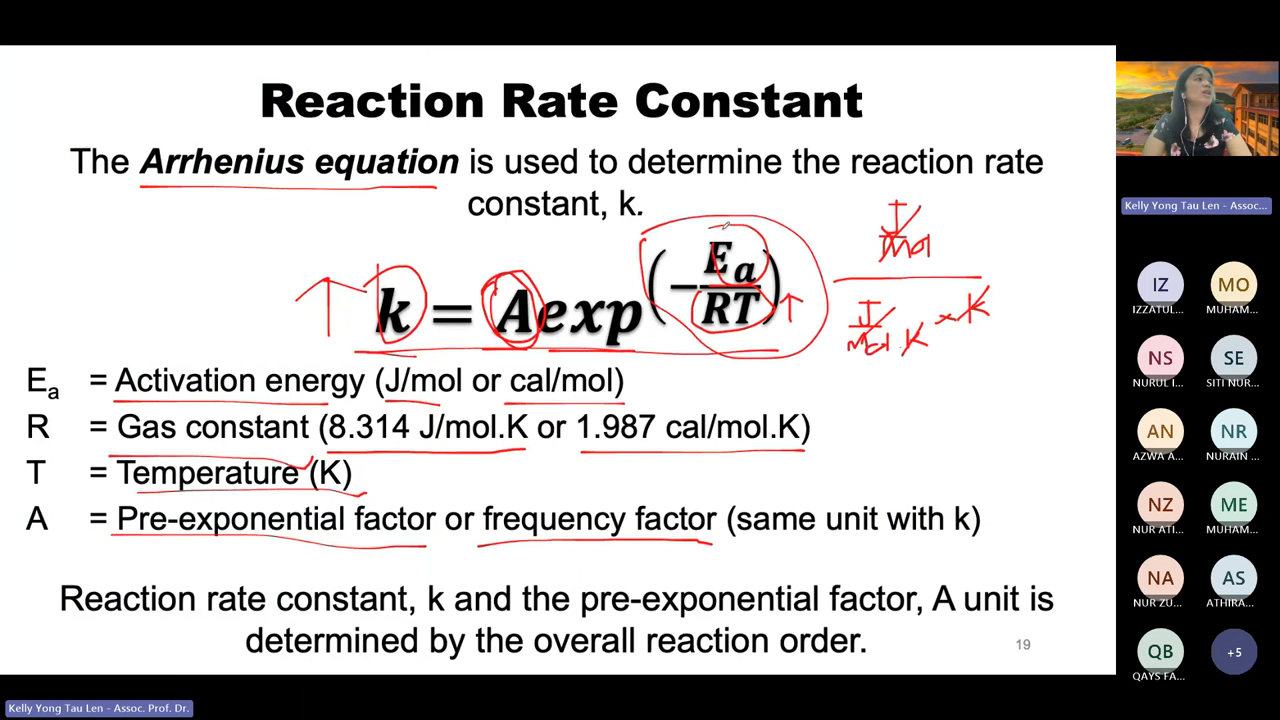 Reaction Rate Constant
The Arrhenius equation is used to determine the reaction rate
constant, k.
k = Aexp(-Ea/RT)
J/mol
J/mol.K × K
Ea = Activation energy (J/mol or cal/mol)
R = Gas constant (8.314 J/mol.K or 1.987 cal/mol.K)
T = Temperature (K)
A = Pre-exponential factor or frequency factor (same unit with k)
Reaction rate constant, k and the pre-exponential factor, A unit is
determined by the overall reaction order.
19
Kelly Yong Tau Len - Assoc...
IZ
IZZATUL...
MO
MUHAM...
NS
NURUL I...
SE
SITI NUR...
AN
AZWA A...
NR
NURAIN ...
NZ
NUR ATI...
ME
MUHAM...
NA
NUR ZU...
AS
ATHIRA...
QB
QAYS FA...
+5
Kelly Yong Tau Len - Assoc. Prof. Dr.